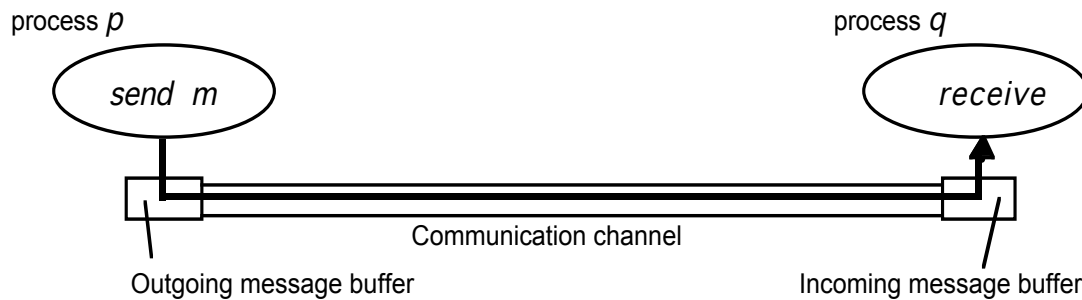 process p
process q
send m
receive
Communication channel
Outgoing message buffer
Incoming message buffer